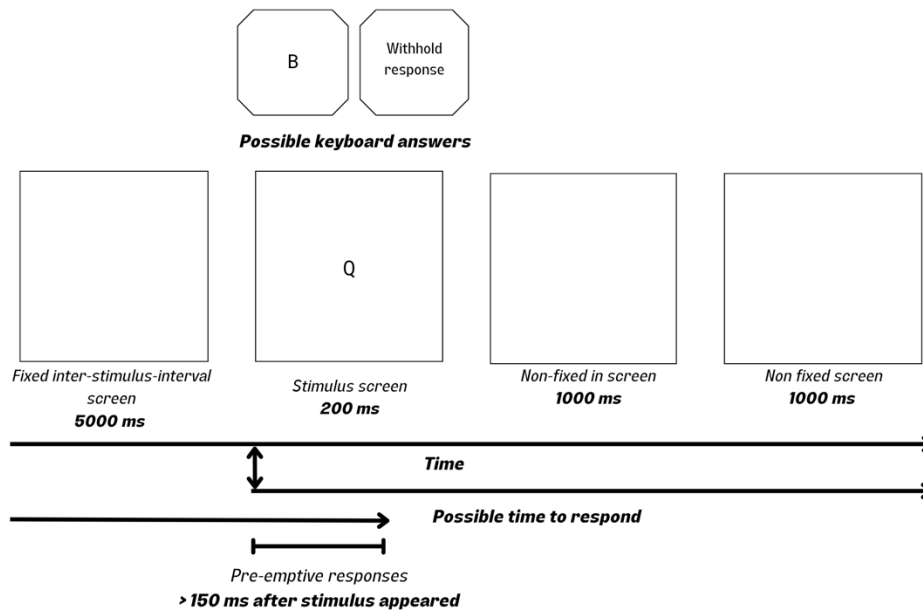 B
Withhold
response
Possible keyboard answers
Q
Fixed inter-stimulus-interval
screen
5000 ms
Stimulus screen
200 ms
Non-fixed in screen
1000 ms
Non fixed screen
1000 ms
Time
Possible time to respond
Pre-emptive responses
> 150 ms after stimulus appeared